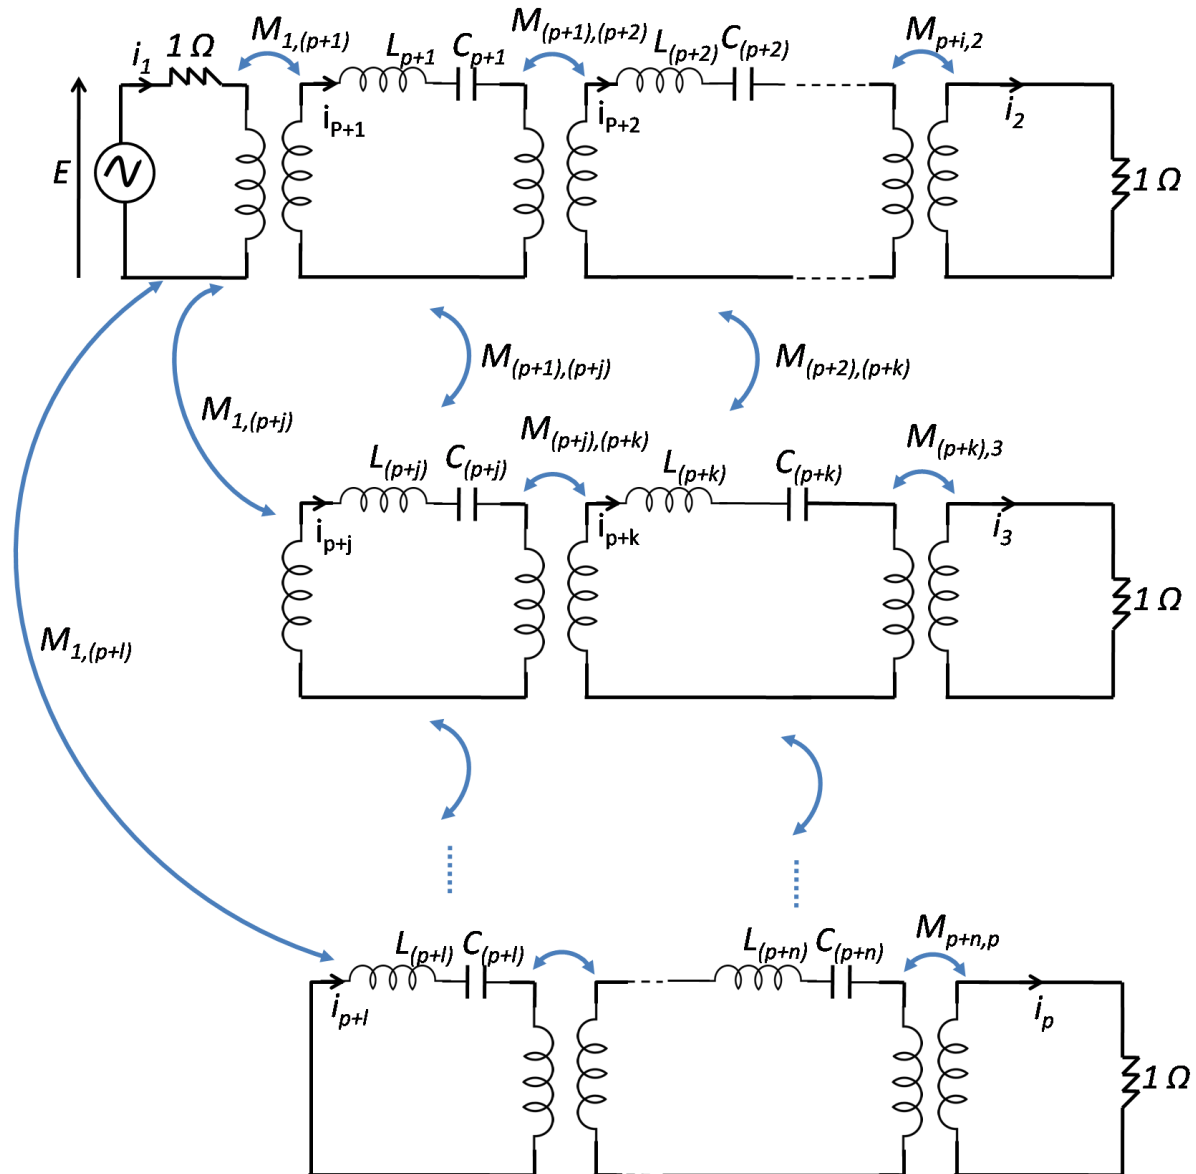 i₁ 1 Ω M₁,₍ₚ₊₁₎ Lₚ₊₁ Cₚ₊₁ M₍ₚ₊₁₎,₍ₚ₊₂₎ L₍ₚ₊₂₎ C₍ₚ₊₂₎ Mₚ₊ᵢ,₂
E iP+1 iP+2 i₂ 1 Ω
M₍ₚ₊₁₎,₍ₚ₊ⱼ₎ M₍ₚ₊₂₎,₍ₚ₊ₖ₎
M₁,₍ₚ₊ⱼ₎ L₍ₚ₊ⱼ₎ C₍ₚ₊ⱼ₎ M₍ₚ₊ⱼ₎,₍ₚ₊ₖ₎ L₍ₚ₊ₖ₎ C₍ₚ₊ₖ₎ M₍ₚ₊ₖ₎,₃
iₚ₊ⱼ iₚ₊ₖ i₃ 1 Ω
M₁,₍ₚ₊ₗ₎
L₍ₚ₊ₗ₎ C₍ₚ₊ₗ₎ L₍ₚ₊ₙ₎ C₍ₚ₊ₙ₎ Mₚ₊ₙ,ₚ
iₚ₊ₗ iₚ 1 Ω